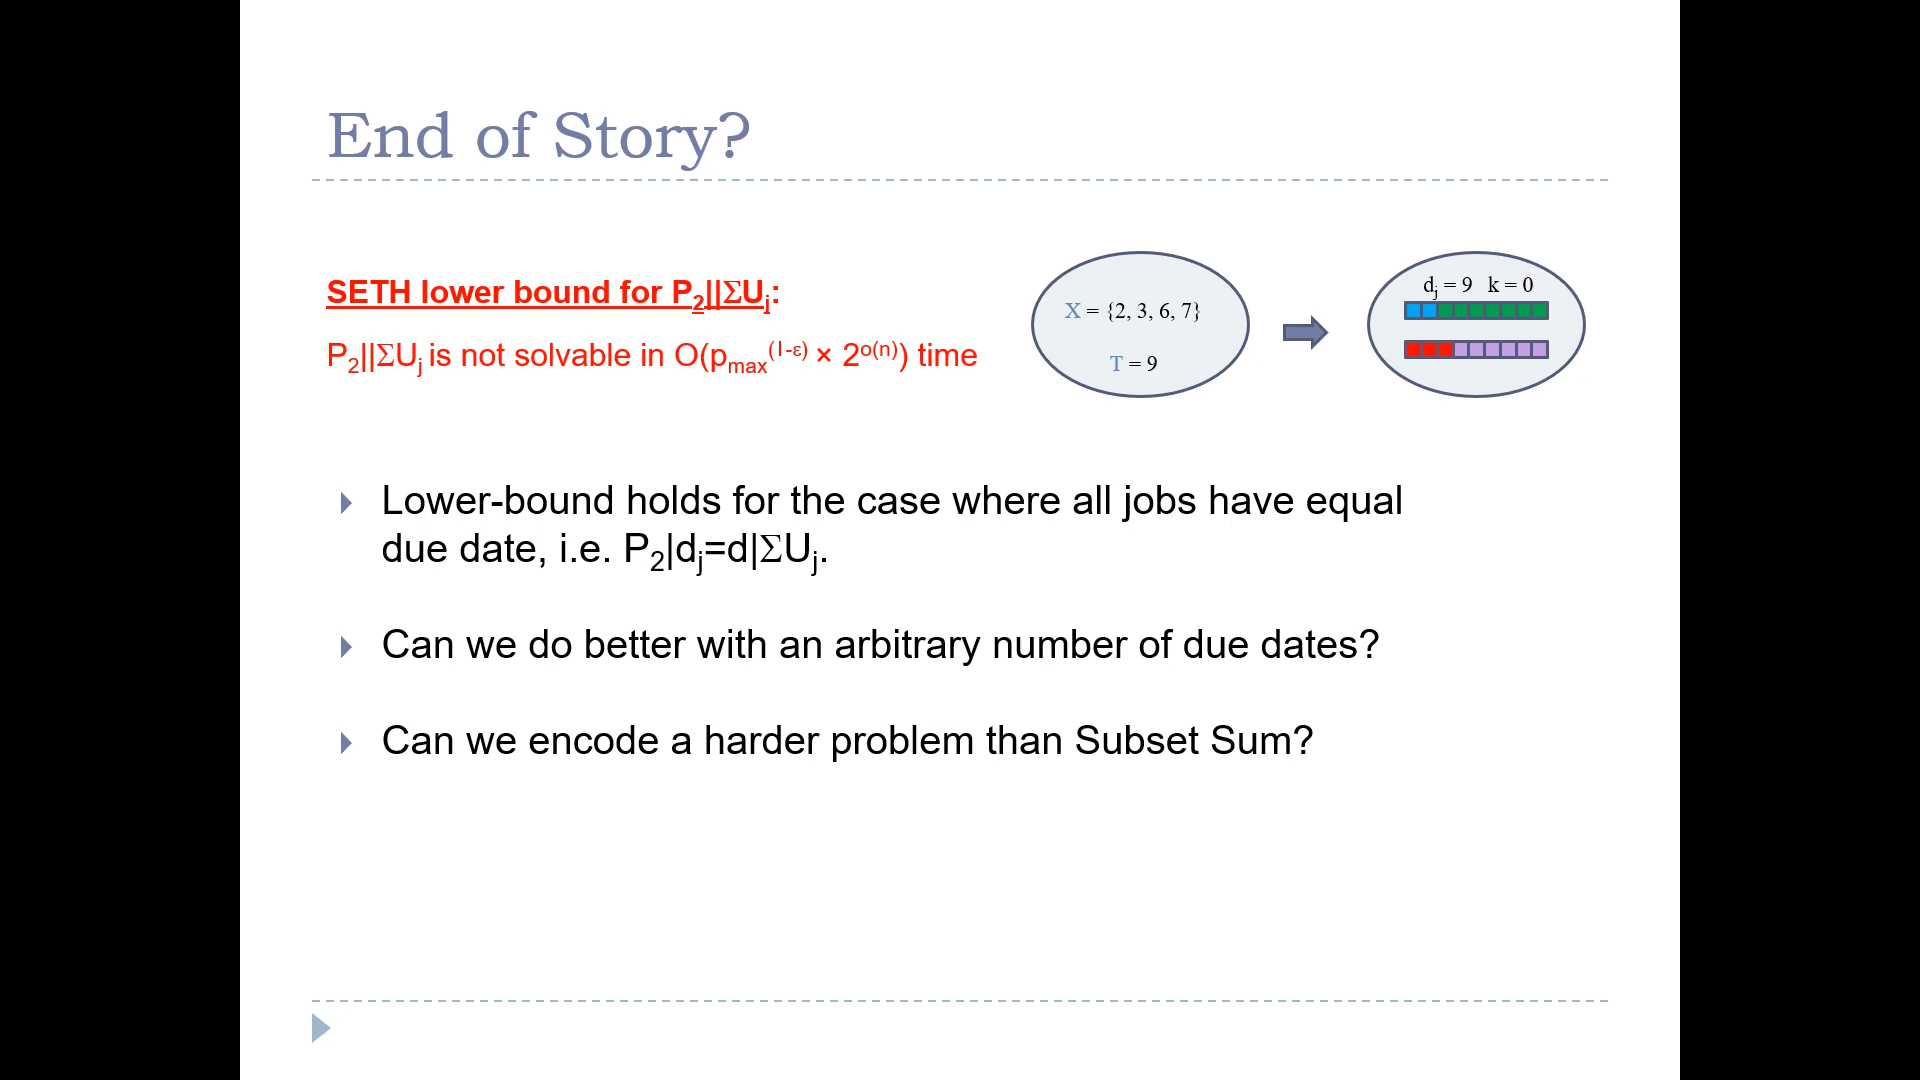 End of Story?
SETH lower bound for P₂||ΣUⱼ:
P₂||ΣUⱼ is not solvable in O(pₘₐₓ⁽¹⁻ᵋ⁾ × 2ᵒ⁽ⁿ⁾) time
X = {2, 3, 6, 7}
T = 9
dⱼ = 9 k = 0
Lower-bound holds for the case where all jobs have equal
due date, i.e. P₂|dⱼ=d|ΣUⱼ.
Can we do better with an arbitrary number of due dates?
Can we encode a harder problem than Subset Sum?